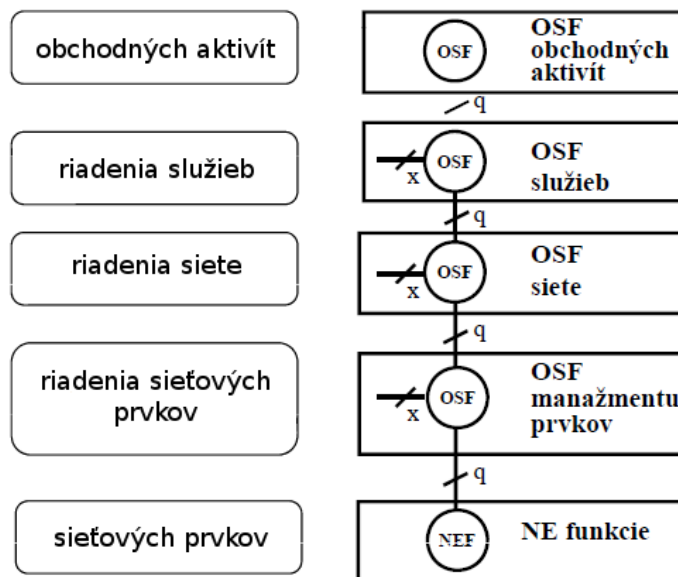 obchodných aktivít
OSF
OSF
obchodných
aktivít
q
riadenia služieb
x
OSF
OSF
služieb
q
riadenia siete
x
OSF
OSF
siete
q
riadenia sieťových
prvkov
x
OSF
OSF
manažmentu
prvkov
q
sieťových prvkov
NEF
NE funkcie